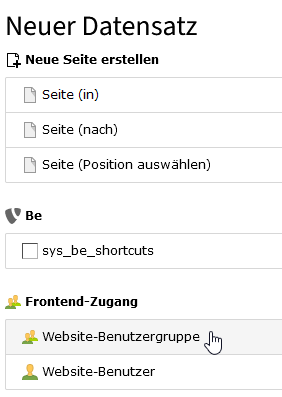 Neuer Datensatz
Neue Seite erstellen
Seite (in)
Seite (nach)
Seite (Position auswählen)
Be
sys_be_shortcuts
Frontend-Zugang
Website-Benutzergruppe
Website-Benutzer